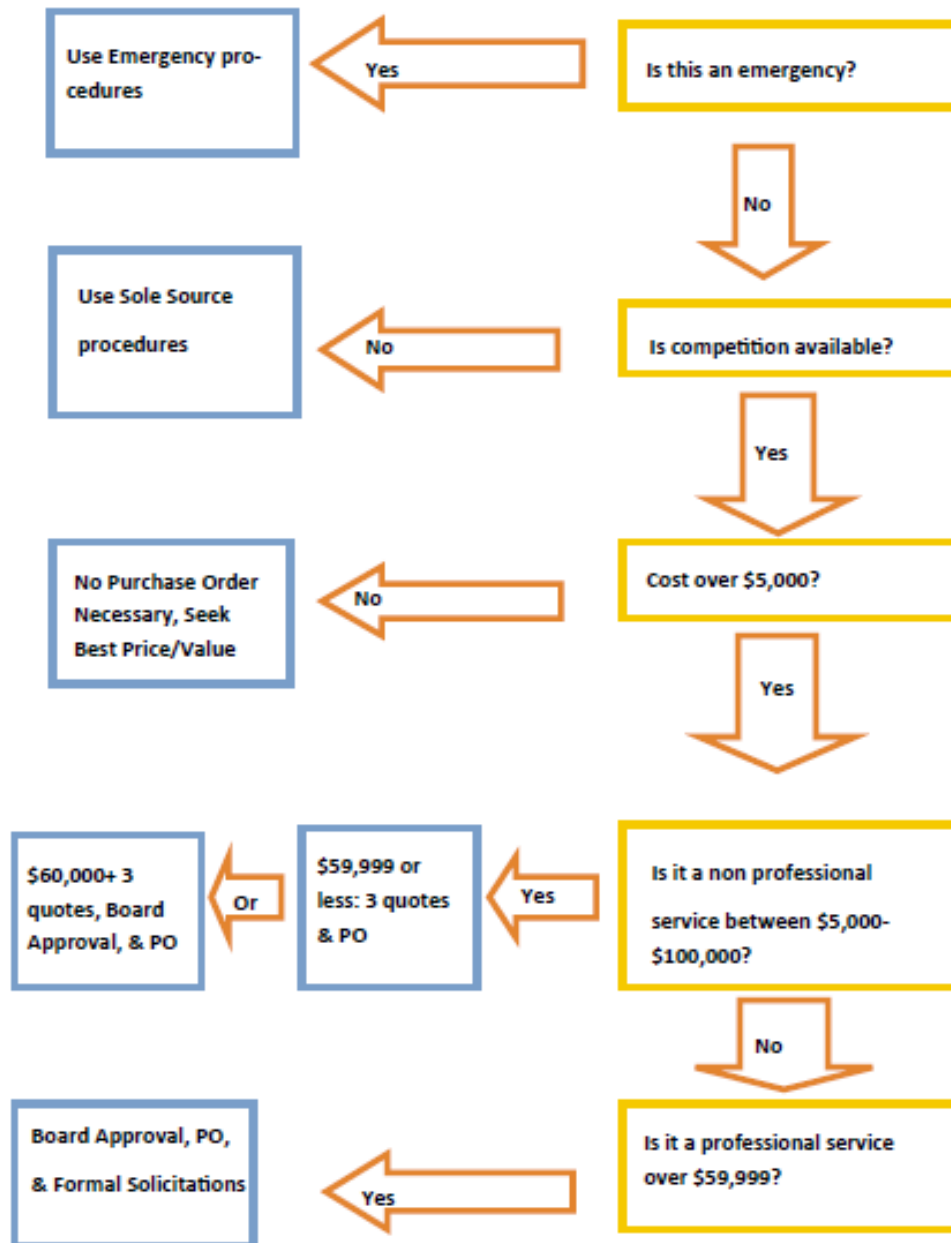 Use Emergency pro-
cedures
Yes
Is this an emergency?
No
Use Sole Source
procedures
No
Is competition available?
Yes
No Purchase Order
Necessary, Seek
Best Price/Value
No
Cost over $5,000?
Yes
$60,000+ 3
quotes, Board
Approval, & PO
Or
$59,999 or
less: 3 quotes
& PO
Yes
Is it a non professional
service between $5,000-
$100,000?
No
Board Approval, PO,
& Formal Solicitations
Yes
Is it a professional service
over $59,999?